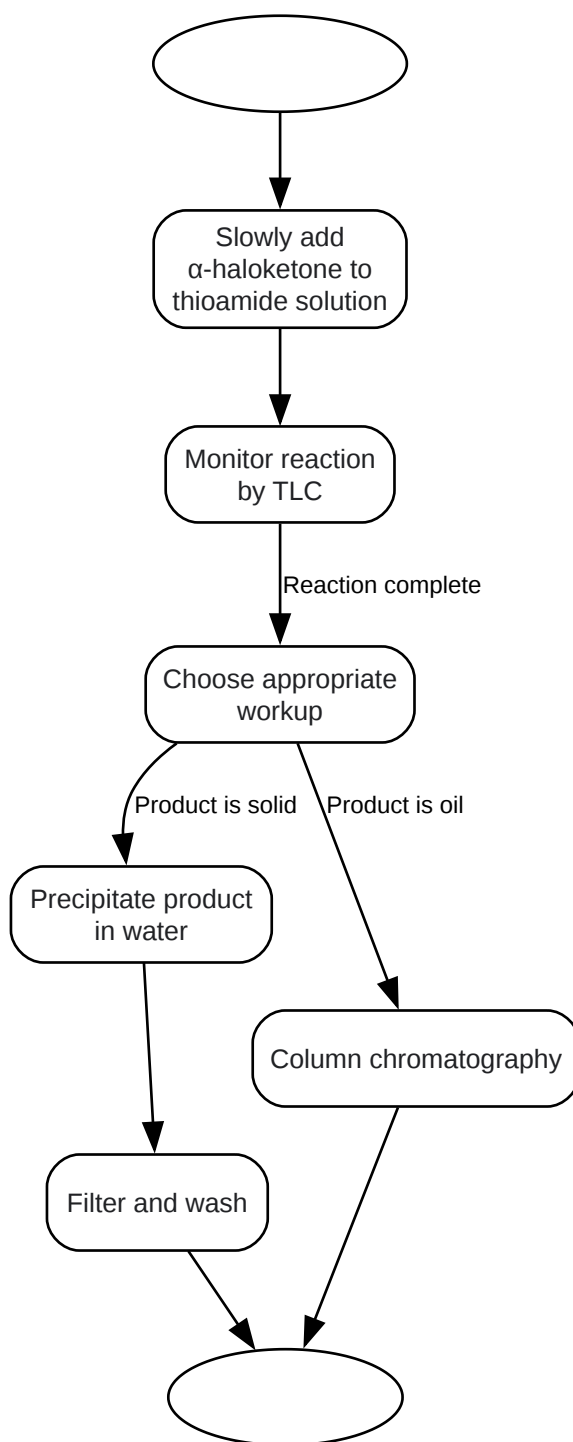 Slowly add
α-haloketone to
thioamide solution
Monitor reaction
by TLC
Reaction complete
Choose appropriate
workup
Product is solid
Product is oil
Precipitate product
in water
Column chromatography
Filter and wash